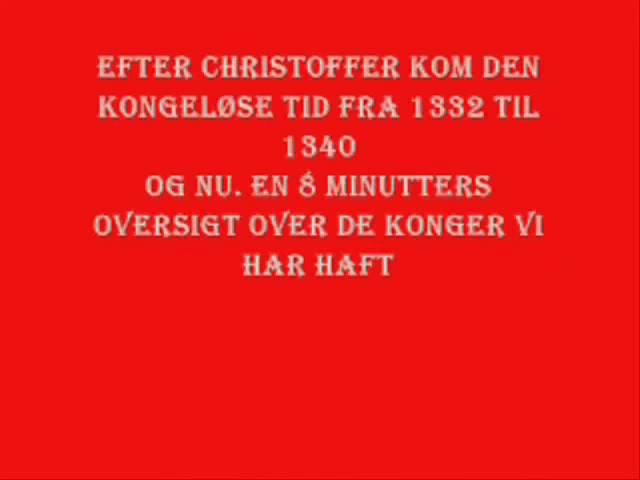 EFTER CHRISTOFFER KOM DEN
KONGELØSE TID FRA 1332 TIL
1340
OG NU. EN 8 MINUTTERS
OVERSIGT OVER DE KONGER VI
HAR HAFT